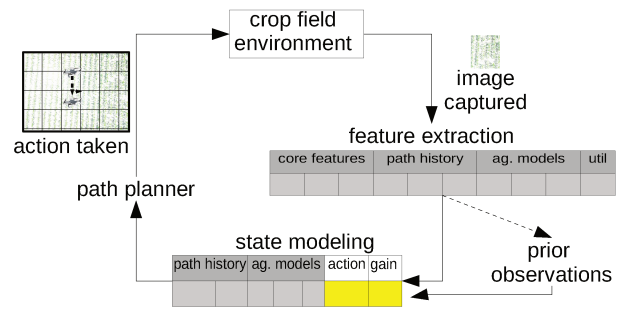 crop field
environment
image
captured
action taken
feature extraction
core features path history ag. models util
path planner
state modeling
prior
observations
path history ag. models action gain